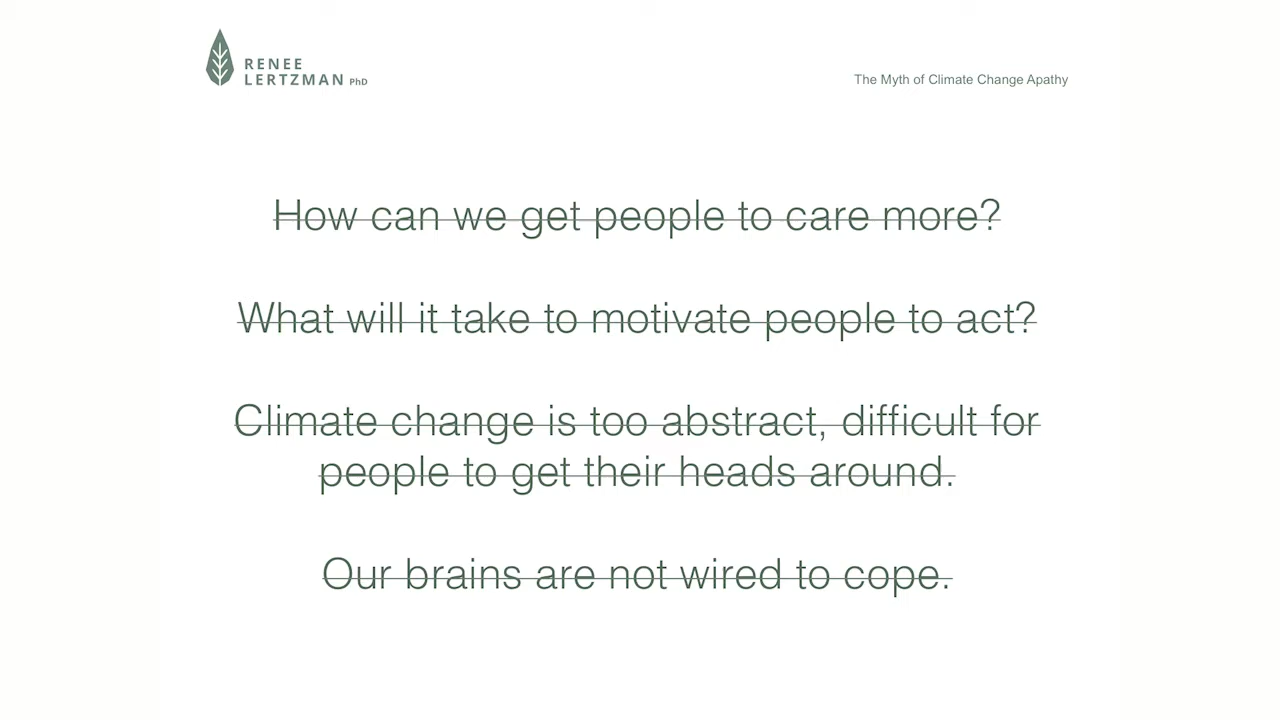 RENEE
LERTZMAN PhD
The Myth of Climate Change Apathy
How can we get people to care more?
What will it take to motivate people to act?
Climate change is too abstract, difficult for
people to get their heads around.
Our brains are not wired to cope.